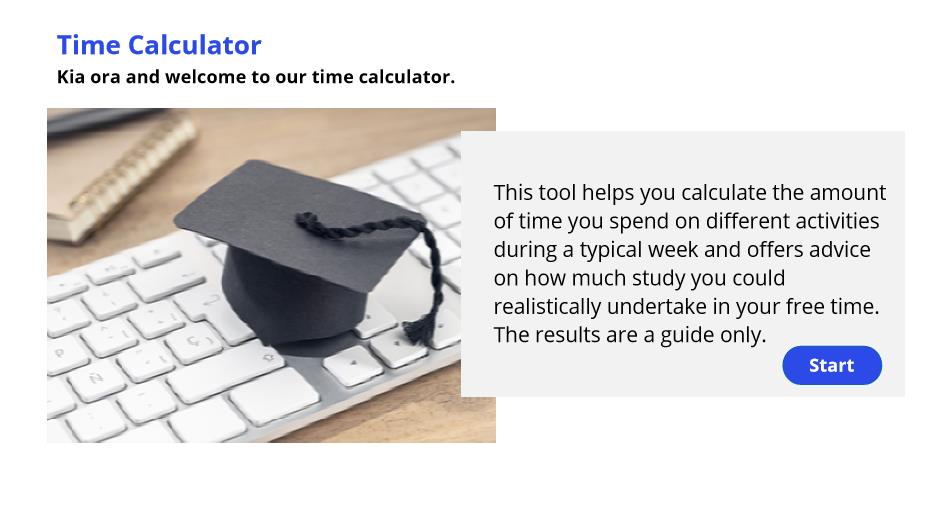 Time Calculator
Kia ora and welcome to our time calculator.
This tool helps you calculate the amount
of time you spend on different activities
during a typical week and offers advice
on how much study you could
realistically undertake in your free time.
The results are a guide only.
Start